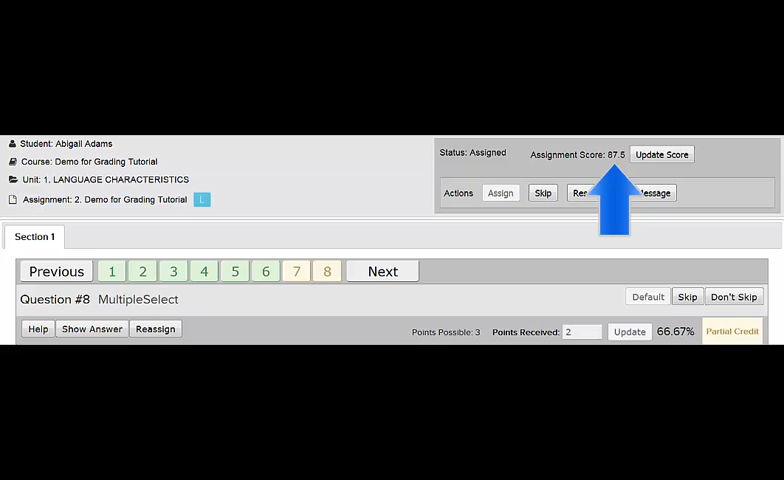 Student: Abigail Adams
Course: Demo for Grading Tutorial
Unit: 1. LANGUAGE CHARACTERISTICS
Assignment: 2. Demo for Grading Tutorial L
Status: Assigned Assignment Score: 87.5 Update Score
Actions Assign Skip
Section 1
Previous 1 2 3 4 5 6 7 8 Next
Question #8 MultipleSelect Default Skip Don't Skip
Help Show Answer Reassign Points Possible: 3 Points Received: 2 Update 66.67% Partial Credit